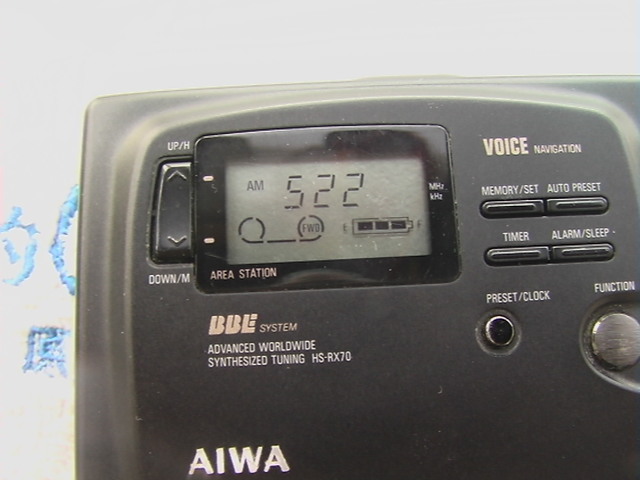 UP/H
VOICE NAVIGATION
AM 522
MHz
kHz
MEMORY/SET AUTO PRESET
FWD E F
TIMER ALARM/SLEEP
DOWN/M AREA STATION
PRESET/CLOCK FUNCTION
BBE SYSTEM
ADVANCED WORLDWIDE
SYNTHESIZED TUNING HS-RX70
AIWA